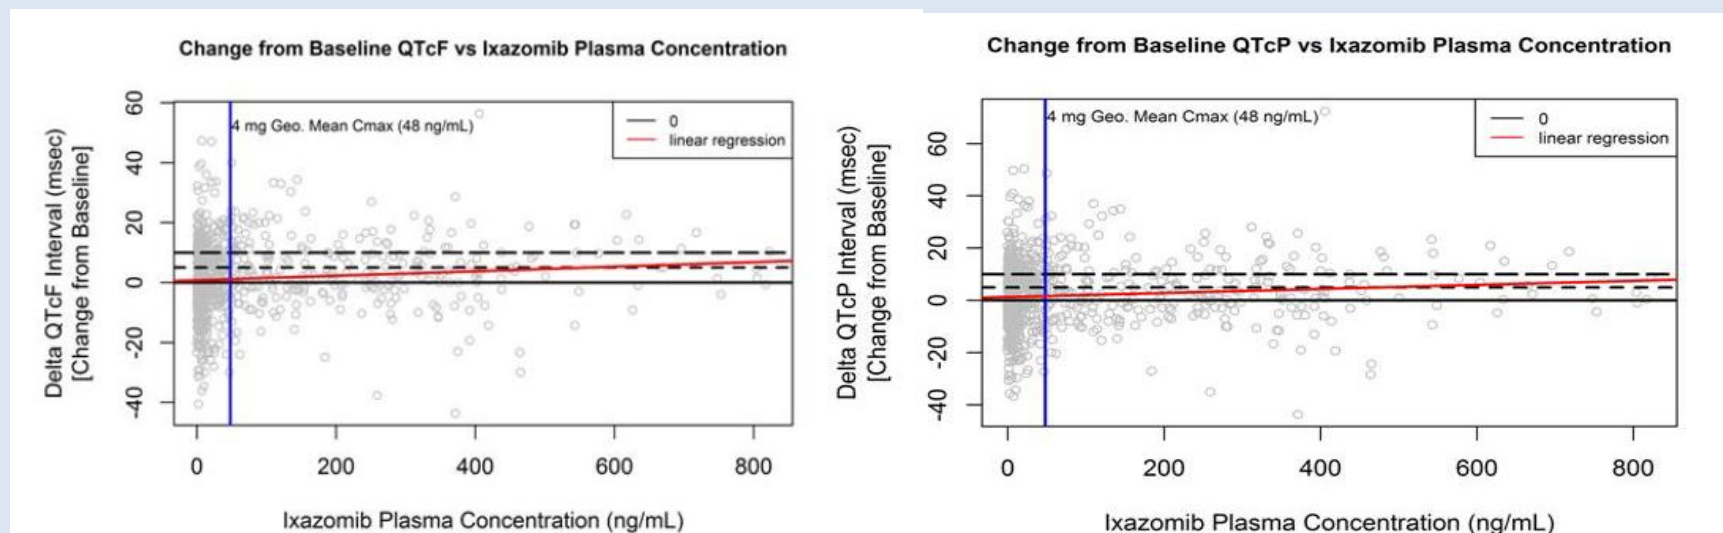 Change from Baseline QTcF vs Ixazomib Plasma Concentration
Delta QTcF Interval (msec)
[Change from Baseline]
60
40
20
0
-20
-40
4 mg Geo. Mean Cmax (48 ng/mL)
0
linear regression
0
200
400
600
800
Ixazomib Plasma Concentration (ng/mL)
Change from Baseline QTcP vs Ixazomib Plasma Concentration
Delta QTcP Interval (msec)
[Change from Baseline]
60
40
20
0
-20
-40
4 mg Geo. Mean Cmax (48 ng/mL)
0
linear regression
0
200
400
600
800
Ixazomib Plasma Concentration (ng/mL)